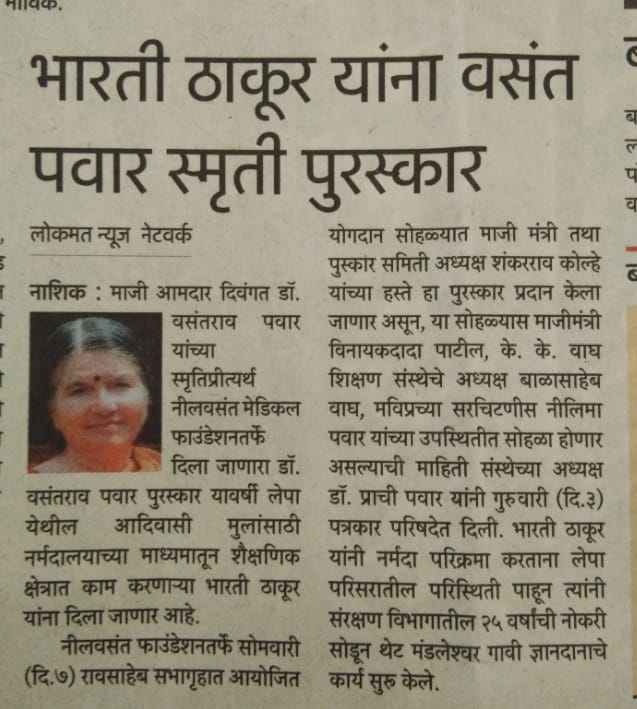 भारती ठाकूर यांना वसंत
पवार स्मृती पुरस्कार
लोकमत न्यूज नेटवर्क
नाशिक : माजी आमदार दिवंगत डॉ.
वसंतराव पवार
यांच्या
स्मृतिप्रीत्यर्थ
नीलवसंत मेडिकल
फाउंडेशनतर्फे
दिला जाणारा डॉ.
वसंतराव पवार पुरस्कार यावर्षी लेपा
येथील आदिवासी मुलांसाठी
नर्मदालयाच्या माध्यमातून शैक्षणिक
क्षेत्रात काम करणाऱ्या भारती ठाकूर
यांना दिला जाणार आहे.
नीलवसंत फाउंडेशनतर्फे सोमवारी
(दि.७) रावसाहेब सभागृहात आयोजित
योगदान सोहळ्यात माजी मंत्री तथा
पुस्कार समिती अध्यक्ष शंकरराव कोल्हे
यांच्या हस्ते हा पुरस्कार प्रदान केला
जाणार असून, या सोहळ्यास माजीमंत्री
विनायकदादा पाटील, के. के. वाघ
शिक्षण संस्थेचे अध्यक्ष बाळासाहेब
वाघ, मविप्रच्या सरचिटणीस नीलिमा
पवार यांच्या उपस्थितीत सोहळा होणार
असल्याची माहिती संस्थेच्या अध्यक्ष
डॉ. प्राची पवार यांनी गुरुवारी (दि.३)
पत्रकार परिषदेत दिली. भारती ठाकूर
यांनी नर्मदा परिक्रमा करताना लेपा
परिसरातील परिस्थिती पाहून त्यांनी
संरक्षण विभागातील २५ वर्षांची नोकरी
सोडून थेट मंडलेश्वर गावी ज्ञानदानाचे
कार्य सुरू केले.